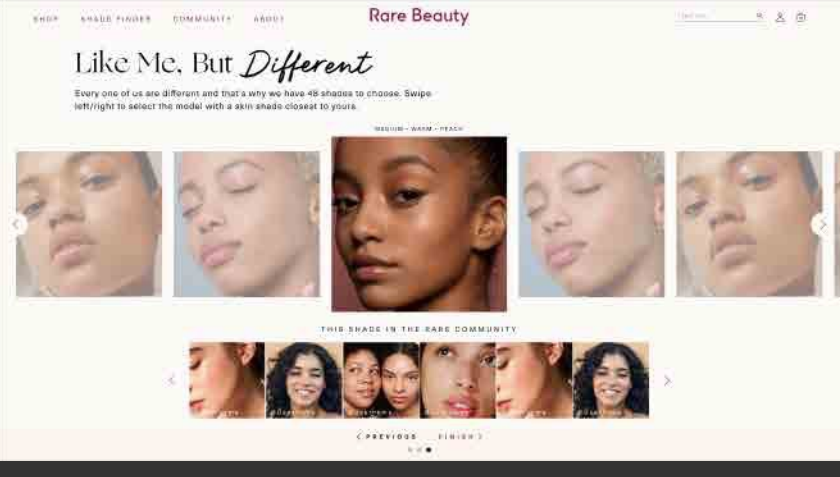 SHOP
SHADE FINDER
COMMUNITY
ABOUT
Rare Beauty
Like Me, But Different
Every one of us are different and that's why we have 48 shades to choose. Swipe
left/right to select the model with a skin shade closest to yours.
MEDIUM • WARM • PEACH
THIS SHADE IN THE RARE COMMUNITY
PREVIOUS
FINISH